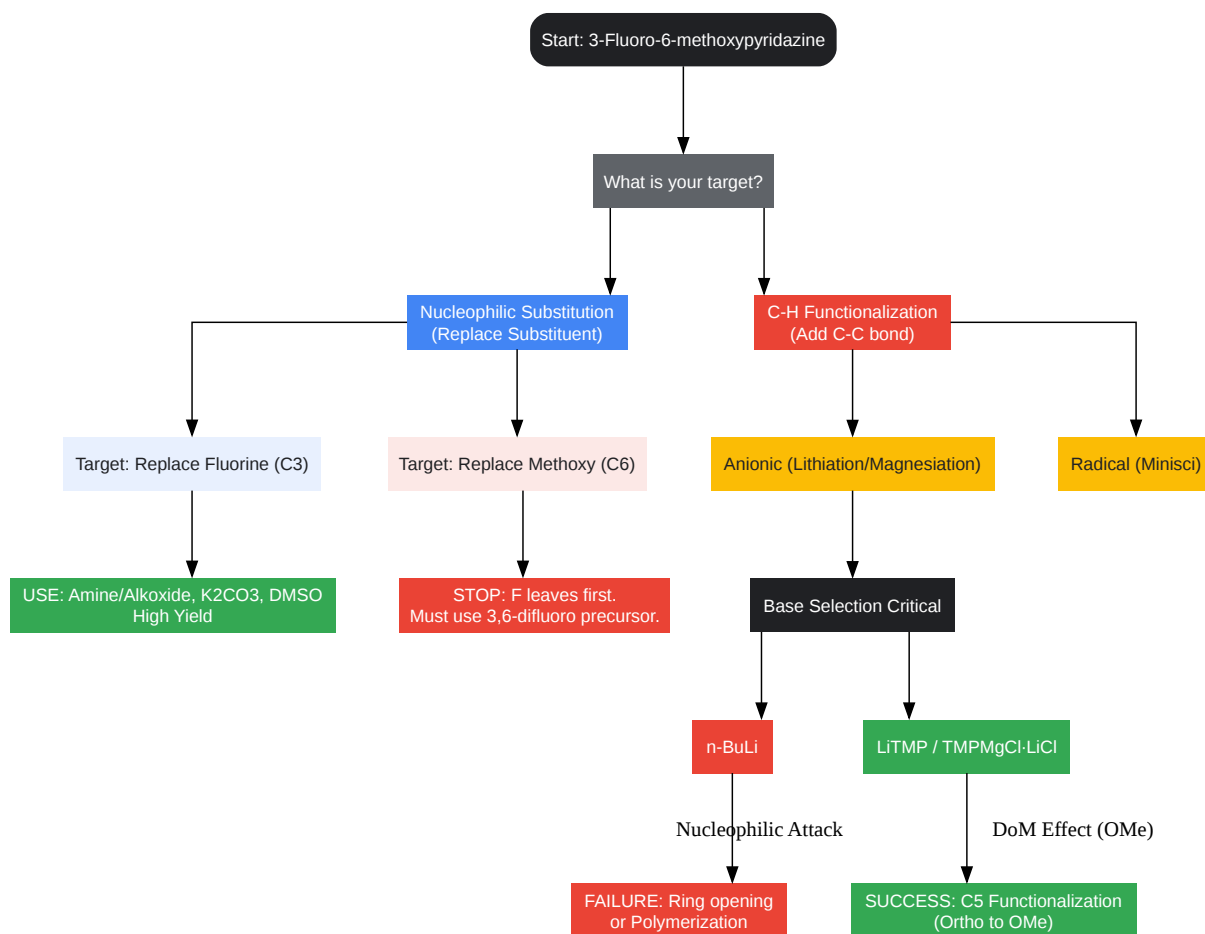 Start: 3-Fluoro-6-methoxypyridazine
What is your target?
Nucleophilic Substitution
(Replace Substituent)
C-H Functionalization
(Add C-C bond)
Target: Replace Fluorine (C3)
Target: Replace Methoxy (C6)
Anionic (Lithiation/Magnesiation)
Radical (Minisci)
USE: Amine/Alkoxide, K2CO3, DMSO
High Yield
STOP: F leaves first.
Must use 3,6-difluoro precursor.
Base Selection Critical
n-BuLi
LiTMP / TMPMgCl·LiCl
Nucleophilic Attack
DoM Effect (OMe)
FAILURE: Ring opening
or Polymerization
SUCCESS: C5 Functionalization
(Ortho to OMe)